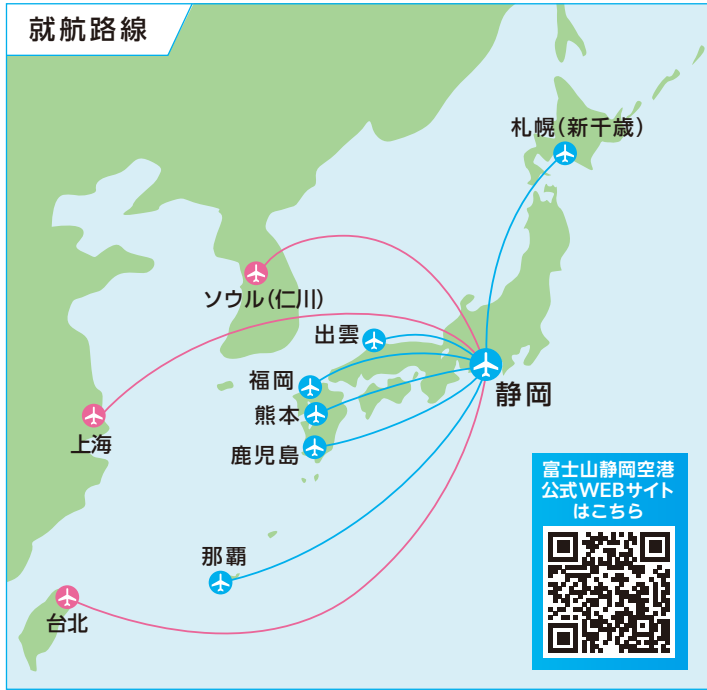 就航路線
札幌(新千歳)
ソウル(仁川)
出雲
福岡
静岡
熊本
上海
鹿児島
富士山静岡空港
公式WEBサイト
はこちら
那覇
台北